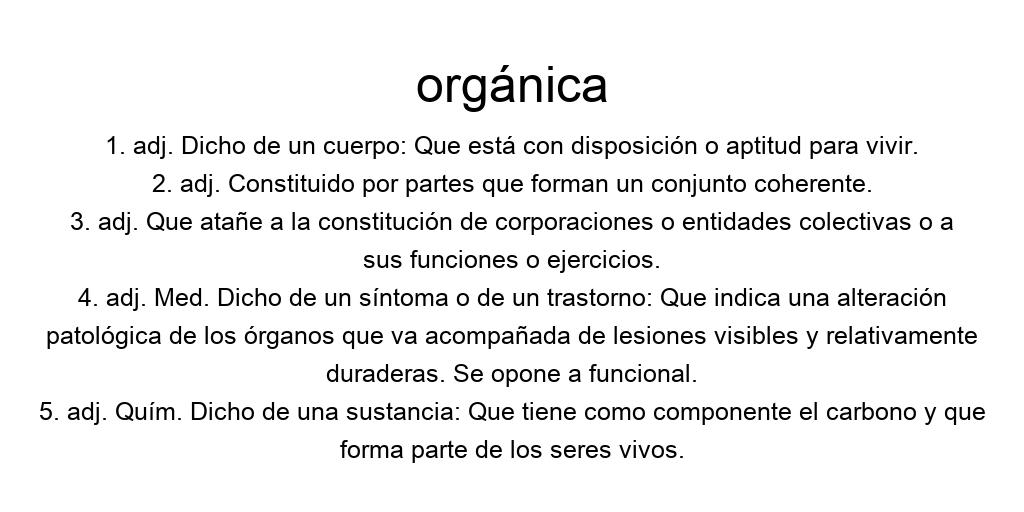 orgánica
1. adj. Dicho de un cuerpo: Que está con disposición o aptitud para vivir.
2. adj. Constituido por partes que forman un conjunto coherente.
3. adj. Que atañe a la constitución de corporaciones o entidades colectivas o a
sus funciones o ejercicios.
4. adj. Med. Dicho de un síntoma o de un trastorno: Que indica una alteración
patológica de los órganos que va acompañada de lesiones visibles y relativamente
duraderas. Se opone a funcional.
5. adj. Quím. Dicho de una sustancia: Que tiene como componente el carbono y que
forma parte de los seres vivos.